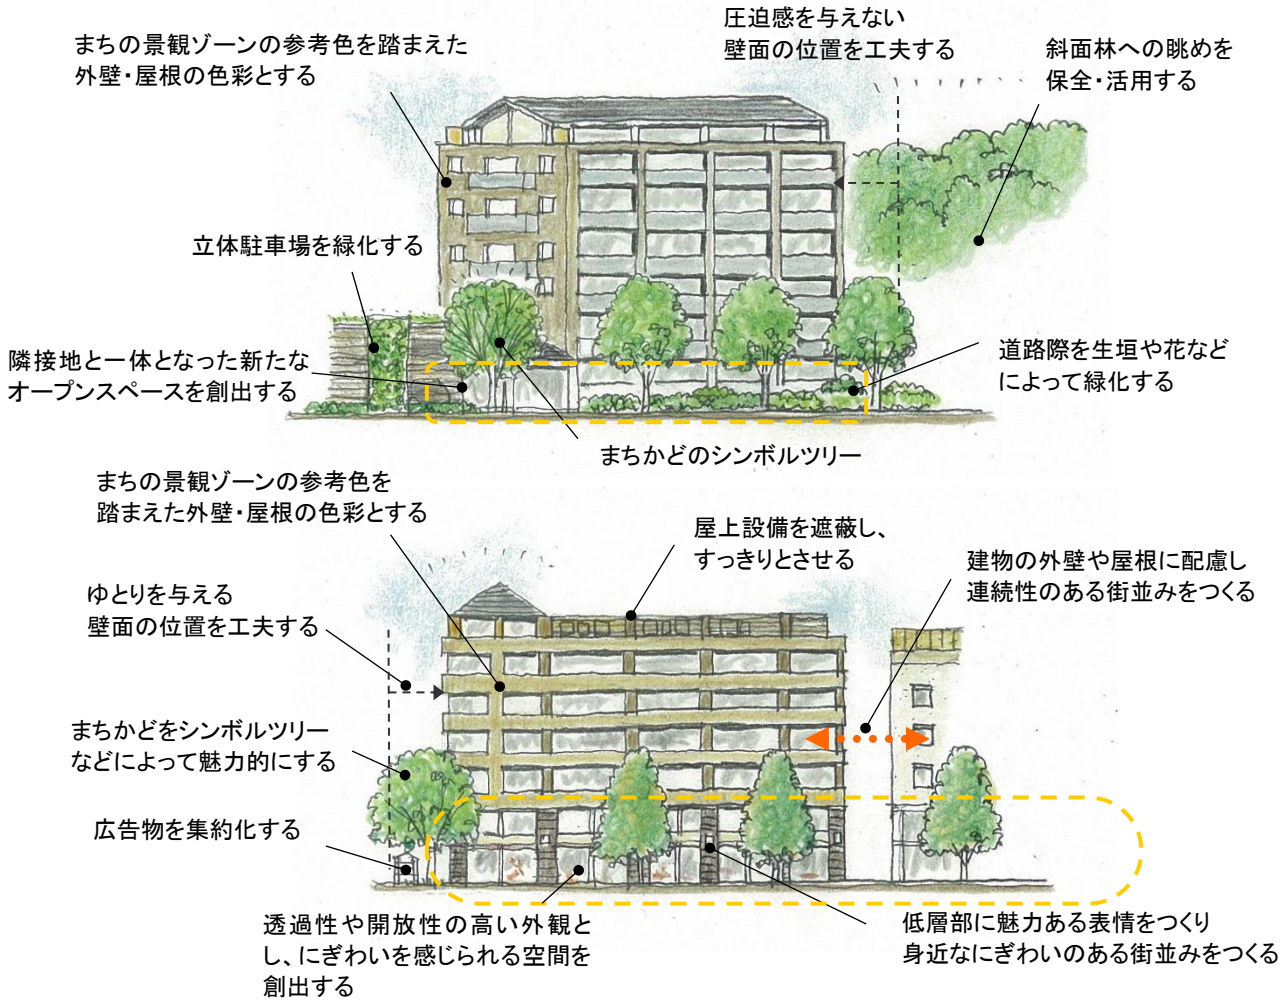 圧迫感を与えない
壁面の位置を工夫する
まちの景観ゾーンの参考色を踏まえた
外壁・屋根の色彩とする
斜面林への眺めを
保全・活用する
立体駐車場を緑化する
隣接地と一体となった新たな
オープンスペースを創出する
道路際を生垣や花など
によって緑化する
まちかどのシンボルツリー
まちの景観ゾーンの参考色を
踏まえた外壁・屋根の色彩とする
屋上設備を遮蔽し、
すっきりとさせる
建物の外壁や屋根に配慮し
連続性のある街並みをつくる
ゆとりを与える
壁面の位置を工夫する
まちかどをシンボルツリー
などによって魅力的にする
広告物を集約化する
透過性や開放性の高い外観と
し、にぎわいを感じられる空間を
創出する
低層部に魅力ある表情をつくり
身近なにぎわいのある街並みをつくる